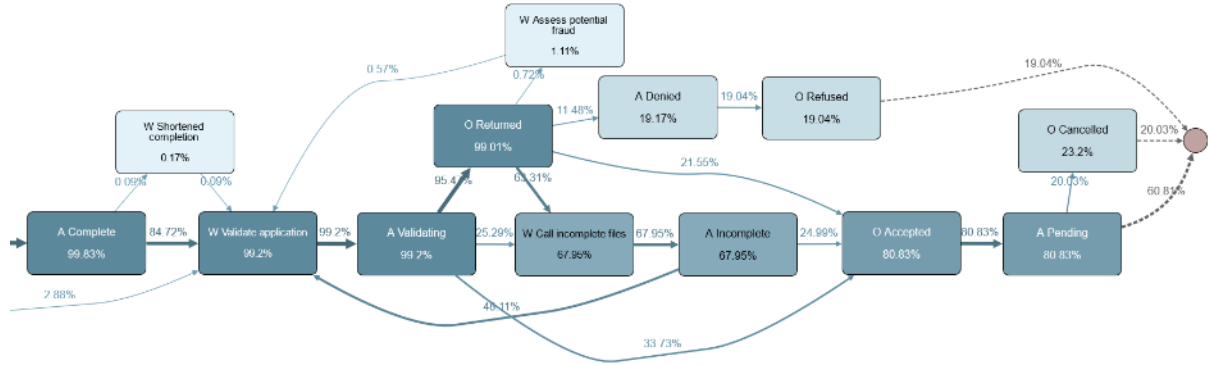 W Assess potential
fraud
1.11%
0.57%
0.72%
19.04%
W Shortened
completion
0.17%
O Returned
99.01%
11.48%
A Denied
19.17%
19.04%
O Refused
19.04%
O Cancelled
23.2%
20.03%
0.09%
0.09%
63.31%
21.55%
20.03%
60.81%
A Complete
99.83%
84.72%
W Validate application
99.2%
99.2%
A Validating
99.2%
25.29%
W Call incomplete files
67.95%
67.95%
A Incomplete
67.95%
24.99%
O Accepted
80.83%
80.83%
A Pending
80.83%
2.88%
33.73%